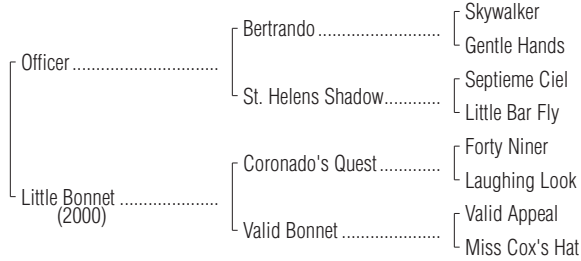 Skywalker
Bertrando
Gentle Hands
Officer
Septieme Ciel
St. Helens Shadow
Little Bar Fly
Forty Niner
Coronado's Quest
Laughing Look
Little Bonnet
(2000)
Valid Appeal
Valid Bonnet
Miss Cox's Hat